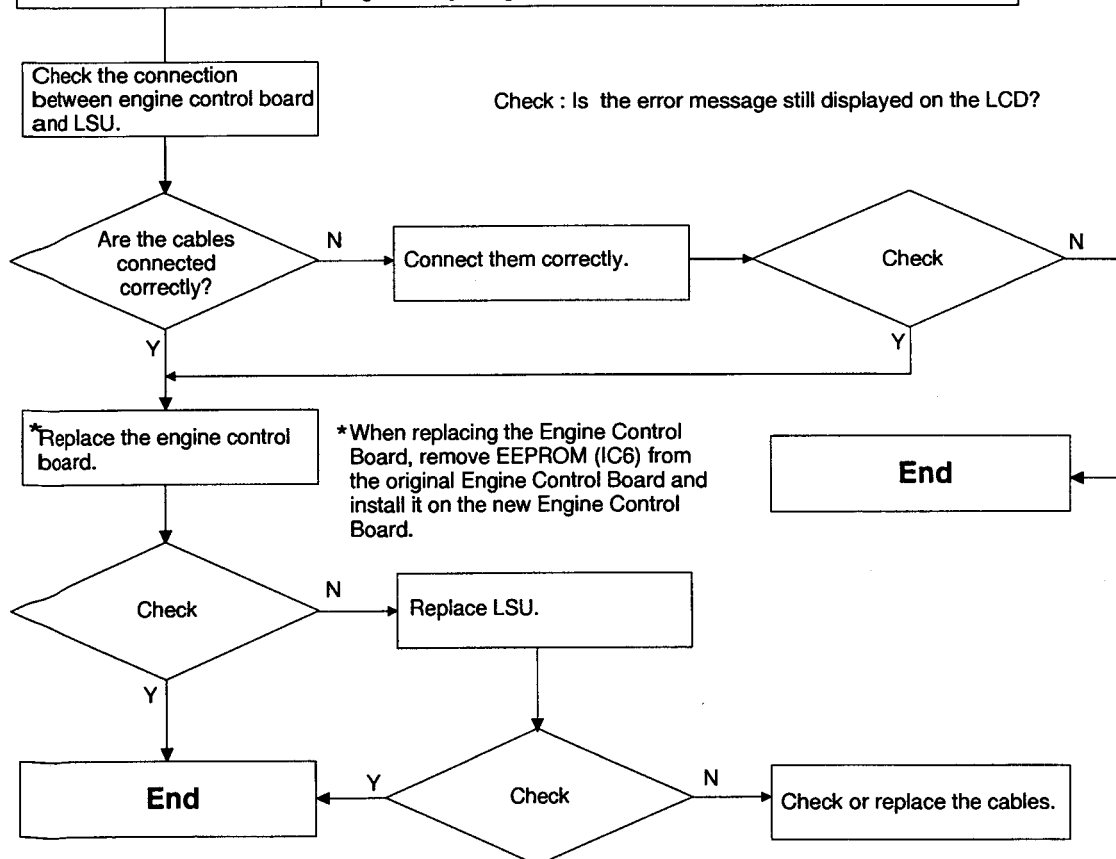 Check the connection
between engine control board
and LSU.
Check : Is the error message still displayed on the LCD?
Are the cables
connected
correctly?
N
Connect them correctly.
Check
N
Y
Y
*Replace the engine control
board.
*When replacing the Engine Control
Board, remove EEPROM (IC6) from
the original Engine Control Board and
install it on the new Engine Control
Board.
End
Check
N
Replace LSU.
Y
End
Y
Check
N
Check or replace the cables.